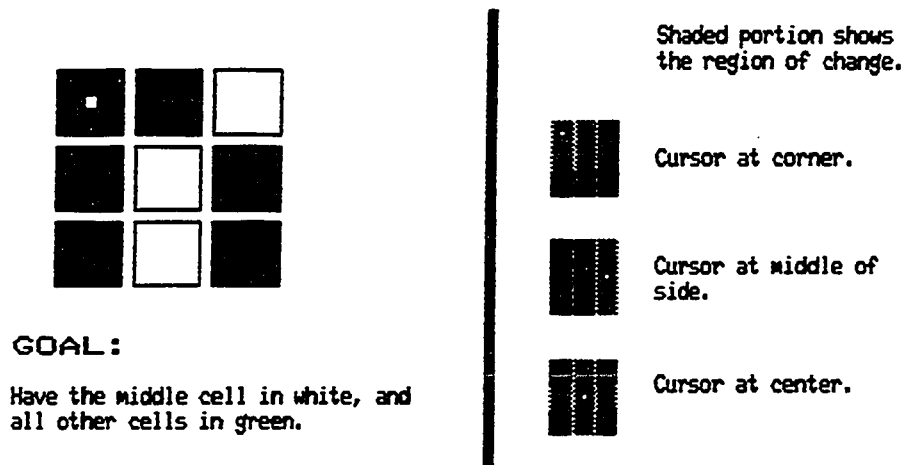 GOAL:
Have the middle cell in white, and
all other cells in green.
Shaded portion shows
the region of change.
Cursor at corner.
Cursor at middle of
side.
Cursor at center.